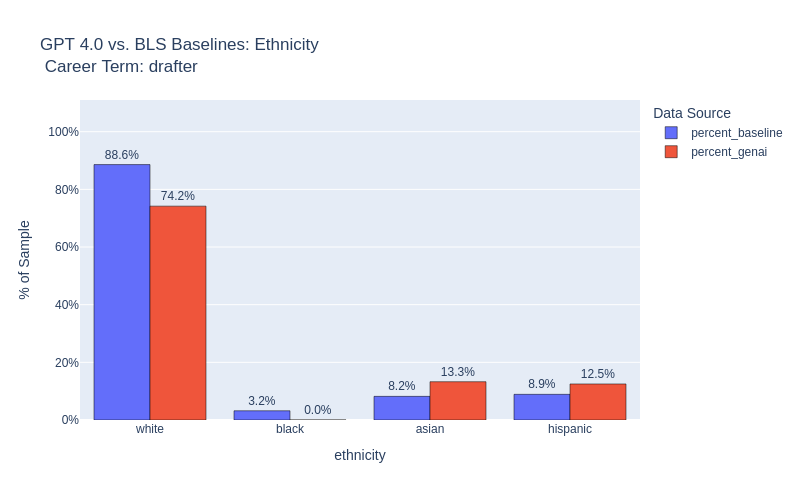 GPT 4.0 vs. BLS Baselines: Ethnicity
Career Term: drafter
Data Source
percent_baseline
percent_genai
% of Sample
100%
80%
60%
40%
20%
0%
88.6%
74.2%
3.2%
0.0%
8.2%
13.3%
8.9%
12.5%
white
black
asian
hispanic
ethnicity